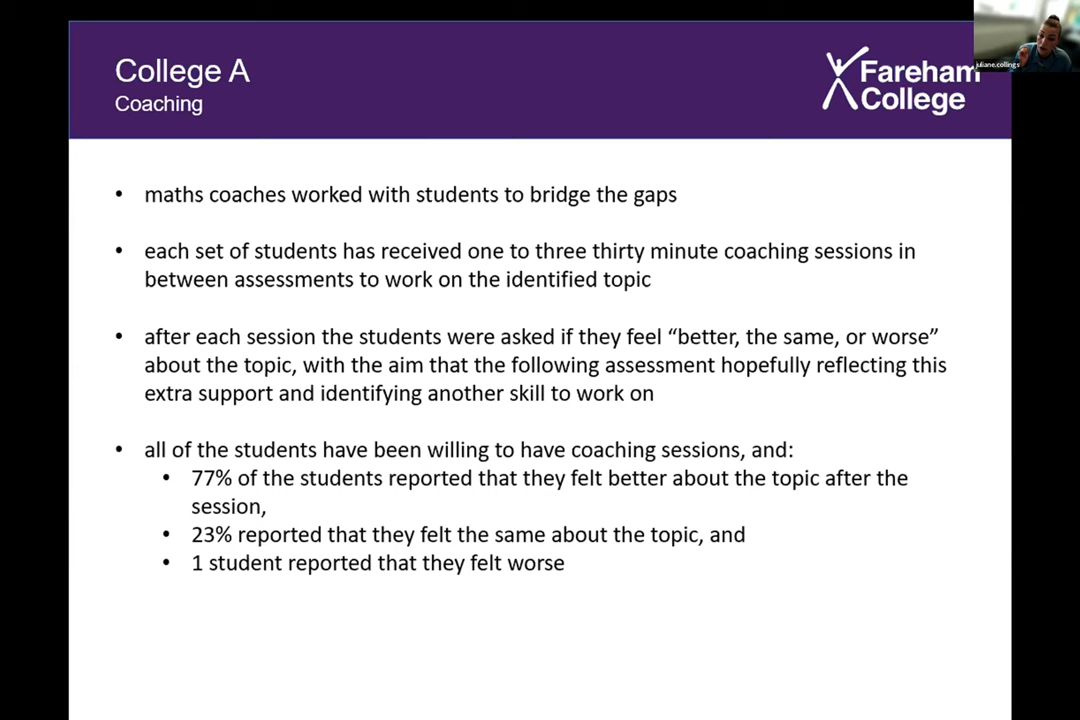 College A
Coaching
Fareham
College
juliane.collings
• maths coaches worked with students to bridge the gaps
• each set of students has received one to three thirty minute coaching sessions in
between assessments to work on the identified topic
• after each session the students were asked if they feel “better, the same, or worse”
about the topic, with the aim that the following assessment hopefully reflecting this
extra support and identifying another skill to work on
• all of the students have been willing to have coaching sessions, and:
• 77% of the students reported that they felt better about the topic after the
session,
• 23% reported that they felt the same about the topic, and
• 1 student reported that they felt worse